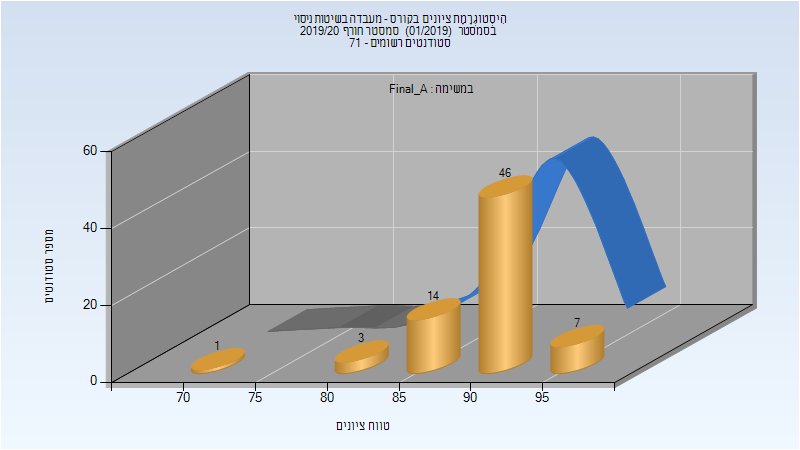 היסטוגרמת ציונים בקורס - מעבדה בשיטות ניסוי
בסמסטר (01/2019) סמסטר חורף 2019/20
סטודנטים רשומים - 71
במשימה : Final_A
מספר סטודנטים
60
40
20
0
1
3
14
46
7
70
75
80
85
90
95
טווח ציונים